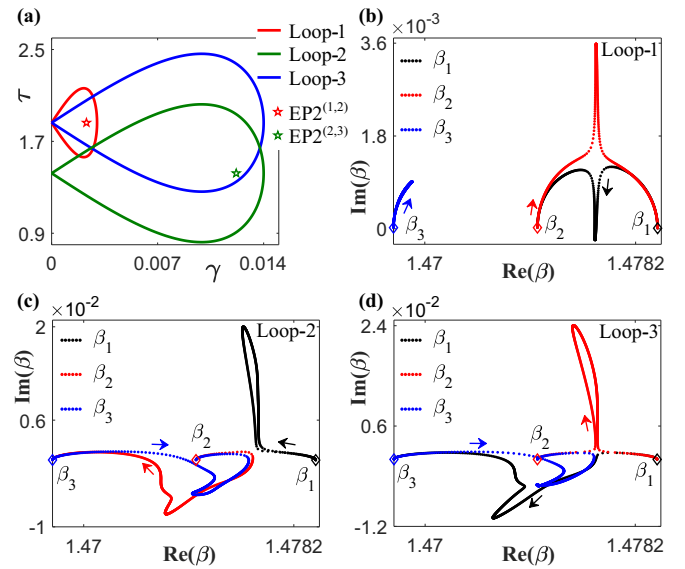 (a)
τ
1.7
0.9
0
0.007
0.014
γ
Loop-1
Loop-2
Loop-3
EP2(1,2)
EP2(2,3)
(b)
×10⁻³
3.6
1.8
0
Im(β)
Loop-1
β₁
β₂
β₃
β₃
β₂
β₁
1.47
1.4782
Re(β)
(c)
×10⁻²
2
0.6
-1
Im(β)
Loop-2
β₁
β₂
β₃
β₂
β₃
β₁
1.47
1.4782
Re(β)
(d)
×10⁻²
2.4
0.6
-1.2
Im(β)
Loop-3
β₁
β₂
β₃
β₂
β₃
β₁
1.47
1.4782
Re(β)